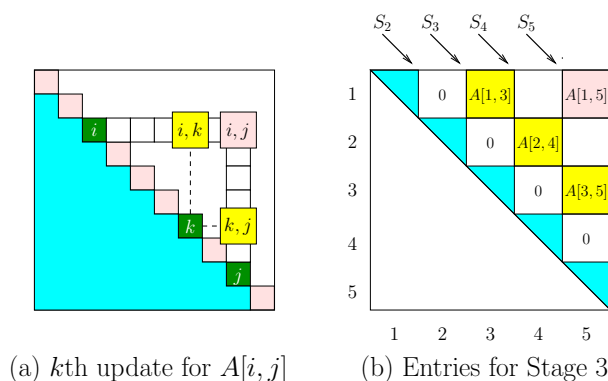 S₂ S₃ S₄ S₅
i i, k i, j
k k, j
j
1 0 A[1, 3] A[1, 5]
2 0 A[2, 4]
3 0 A[3, 5]
4 0
5
1 2 3 4 5
(a) kth update for A[i, j]
(b) Entries for Stage 3